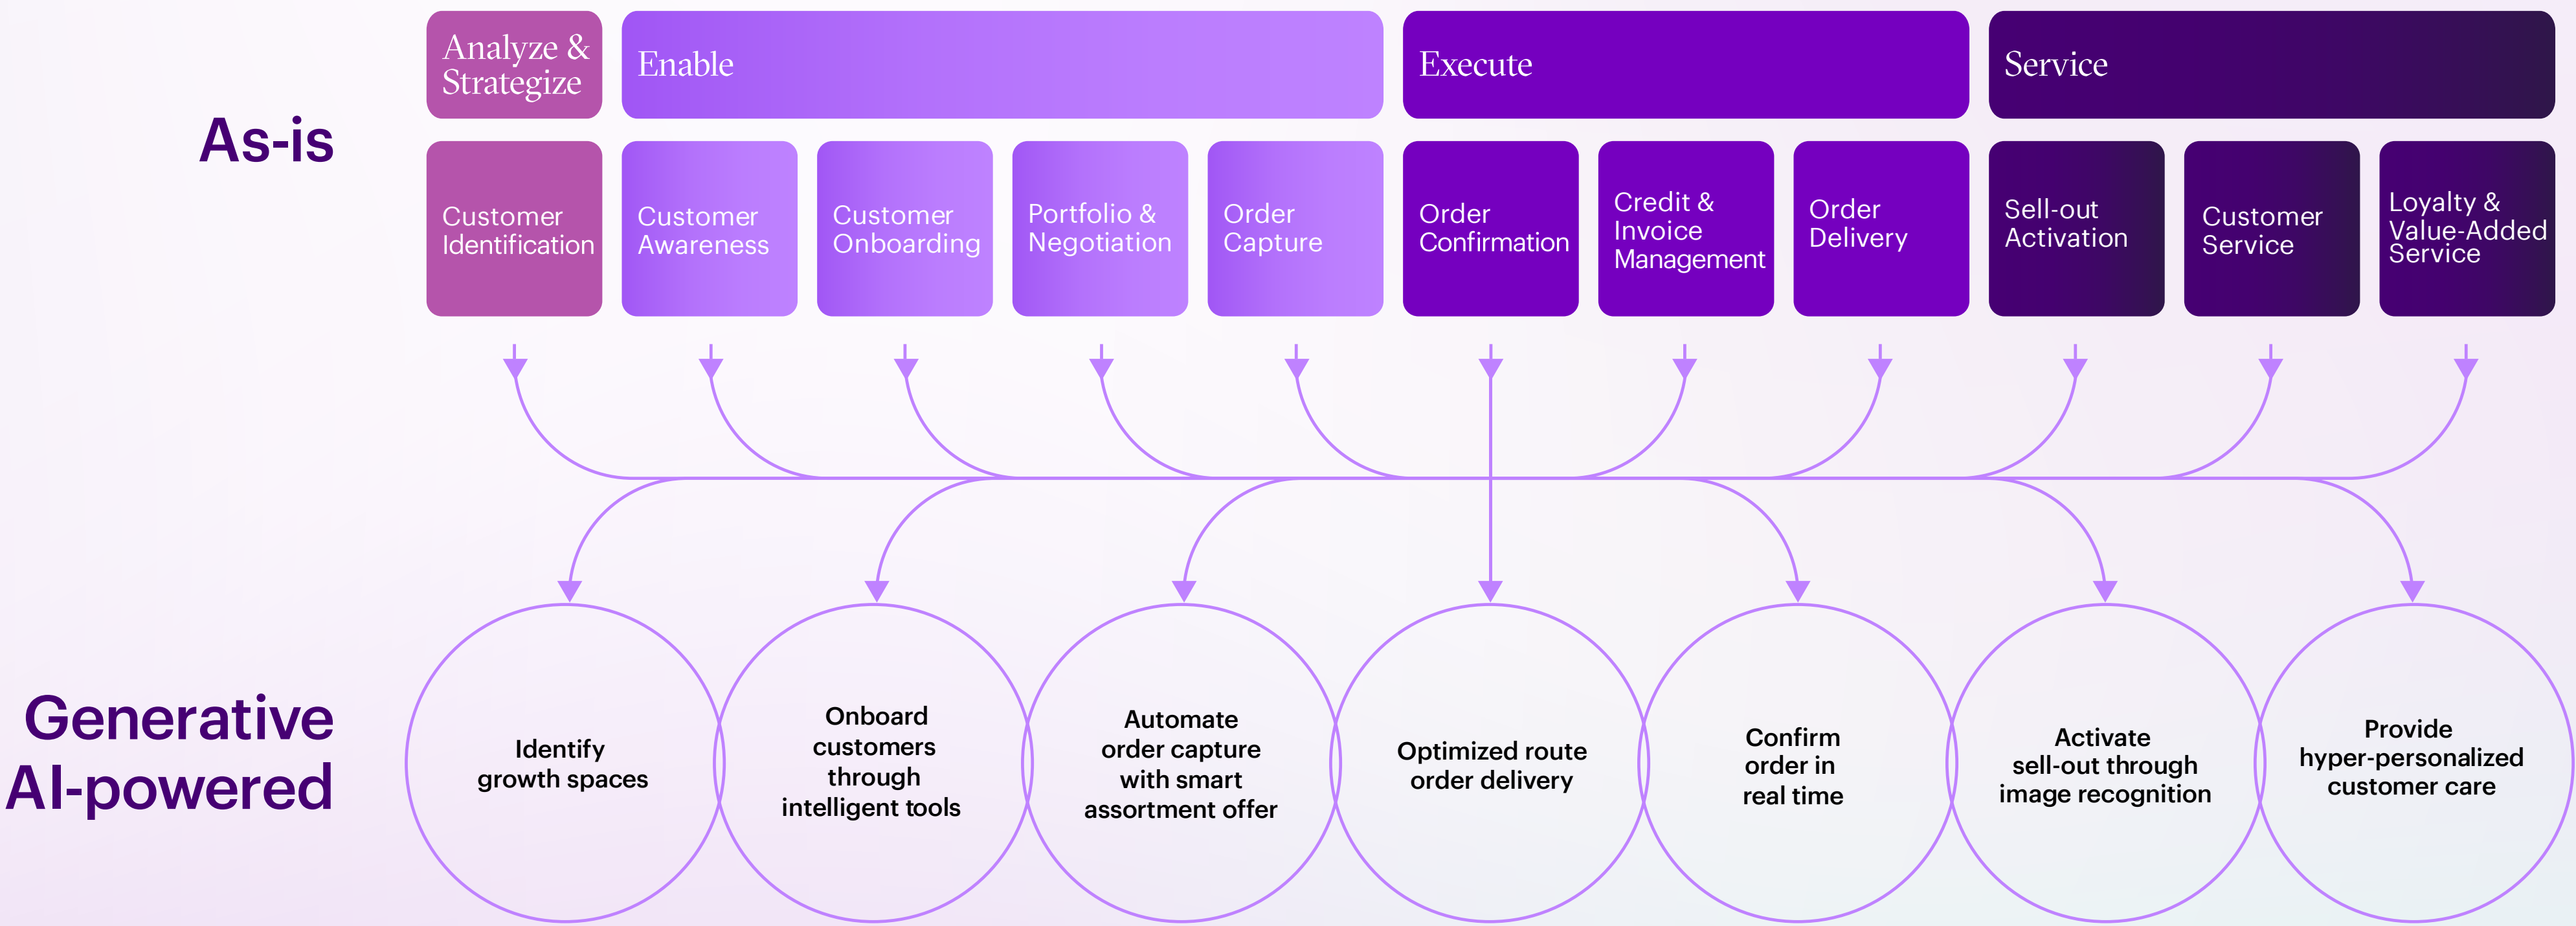 As-is
Analyze &
Strategize
Enable
Execute
Service
Customer
Identification
Customer
Awareness
Customer
Onboarding
Portfolio &
Negotiation
Order
Capture
Order
Confirmation
Credit &
Invoice
Management
Order
Delivery
Sell-out
Activation
Customer
Service
Loyalty &
Value-Added
Service
Generative
AI-powered
Identify
growth spaces
Onboard
customers
through
intelligent tools
Automate
order capture
with smart
assortment offer
Optimized route
order delivery
Confirm
order in
real time
Activate
sell-out through
image recognition
Provide
hyper-personalized
customer care